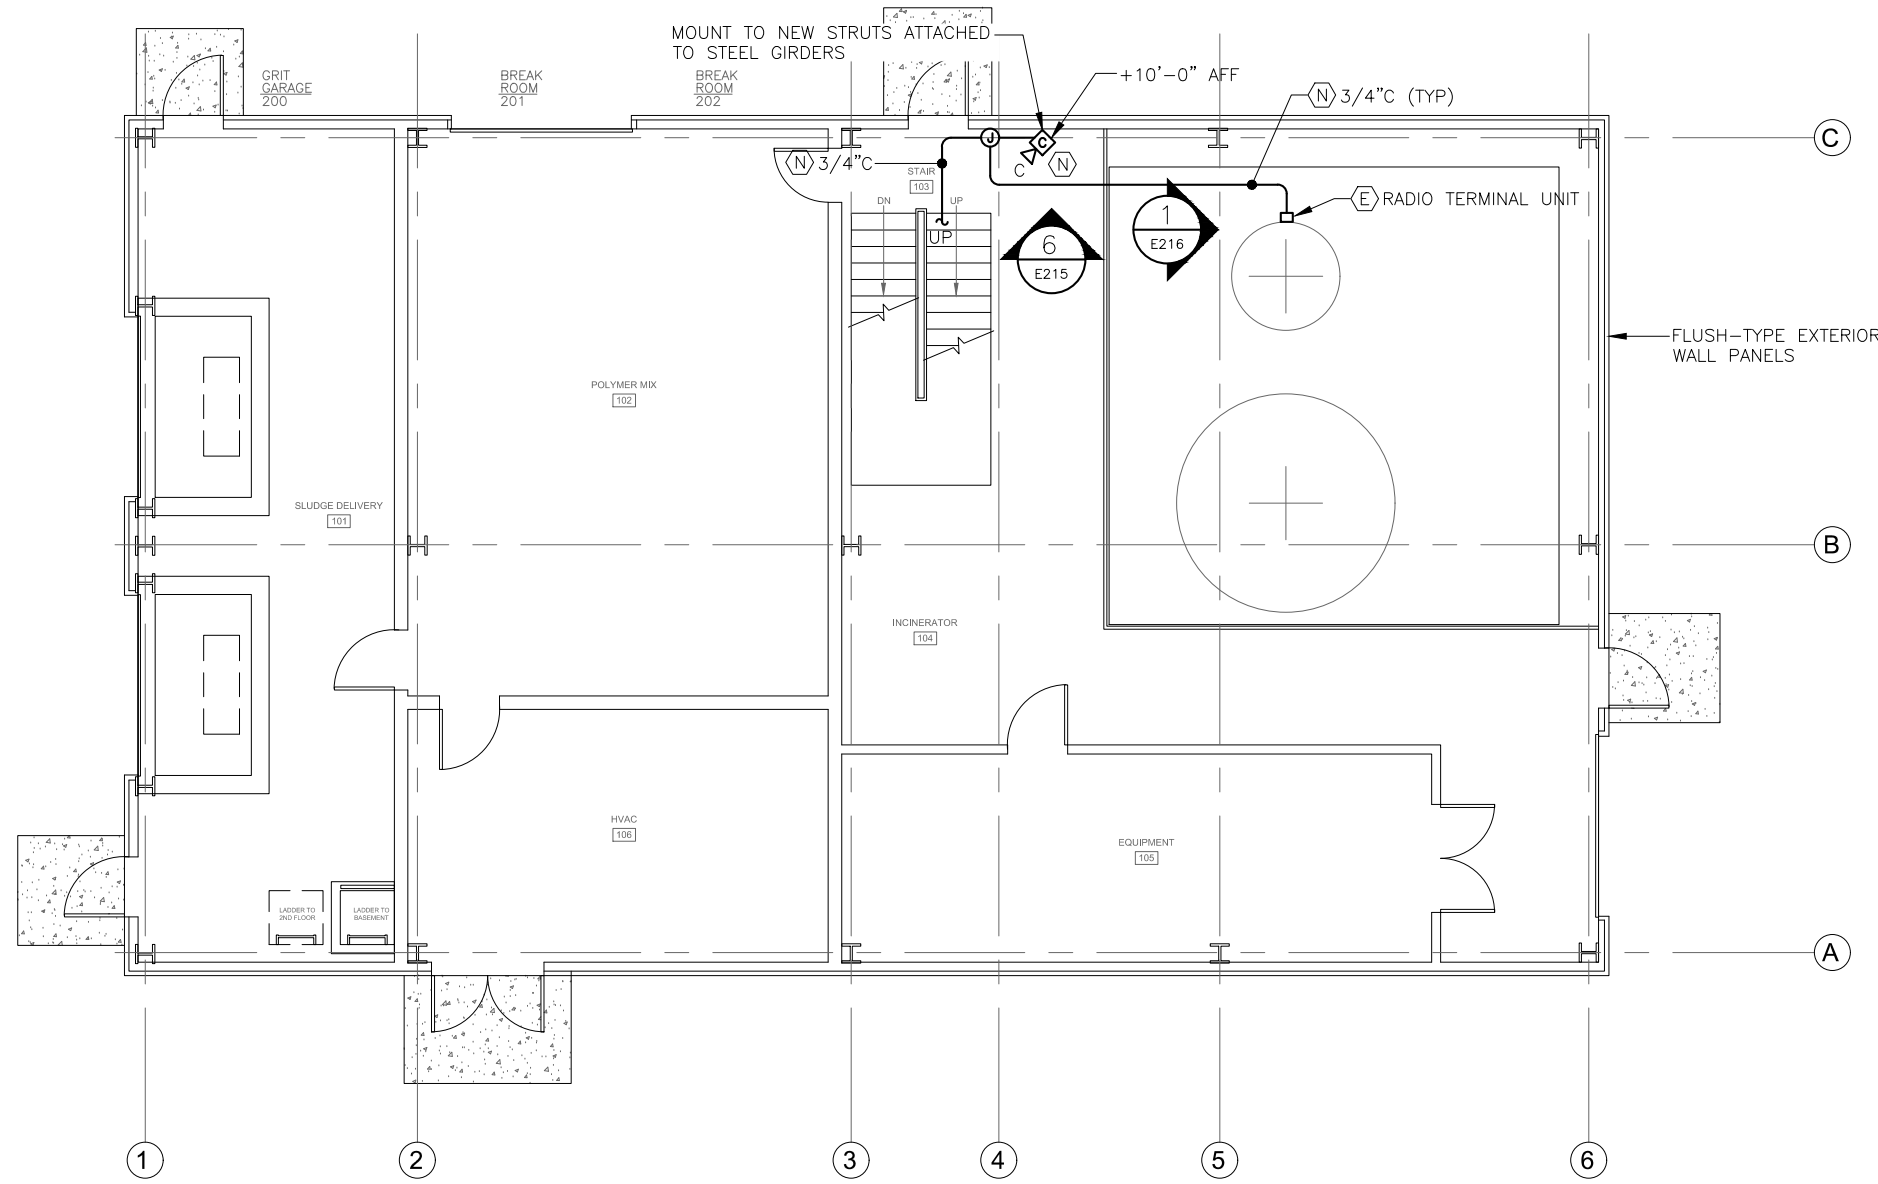 MOUNT TO NEW STRUTS ATTACHED
TO STEEL GIRDERS
+10'-0" AFF
GRIT
GARAGE
200
BREAK
ROOM
201
BREAK
ROOM
202
N 3/4"C (TYP)
C
J
C
N 3/4"C
C
N
STAIR
103
E RADIO TERMINAL UNIT
DN
UP
UP
1
E216
6
E215
FLUSH-TYPE EXTERIOR
WALL PANELS
POLYMER MIX
102
SLUDGE DELIVERY
101
B
INCINERATOR
104
HVAC
106
EQUIPMENT
105
LADDER TO
2ND FLOOR
LADDER TO
BASEMENT
A
1
2
3
4
5
6